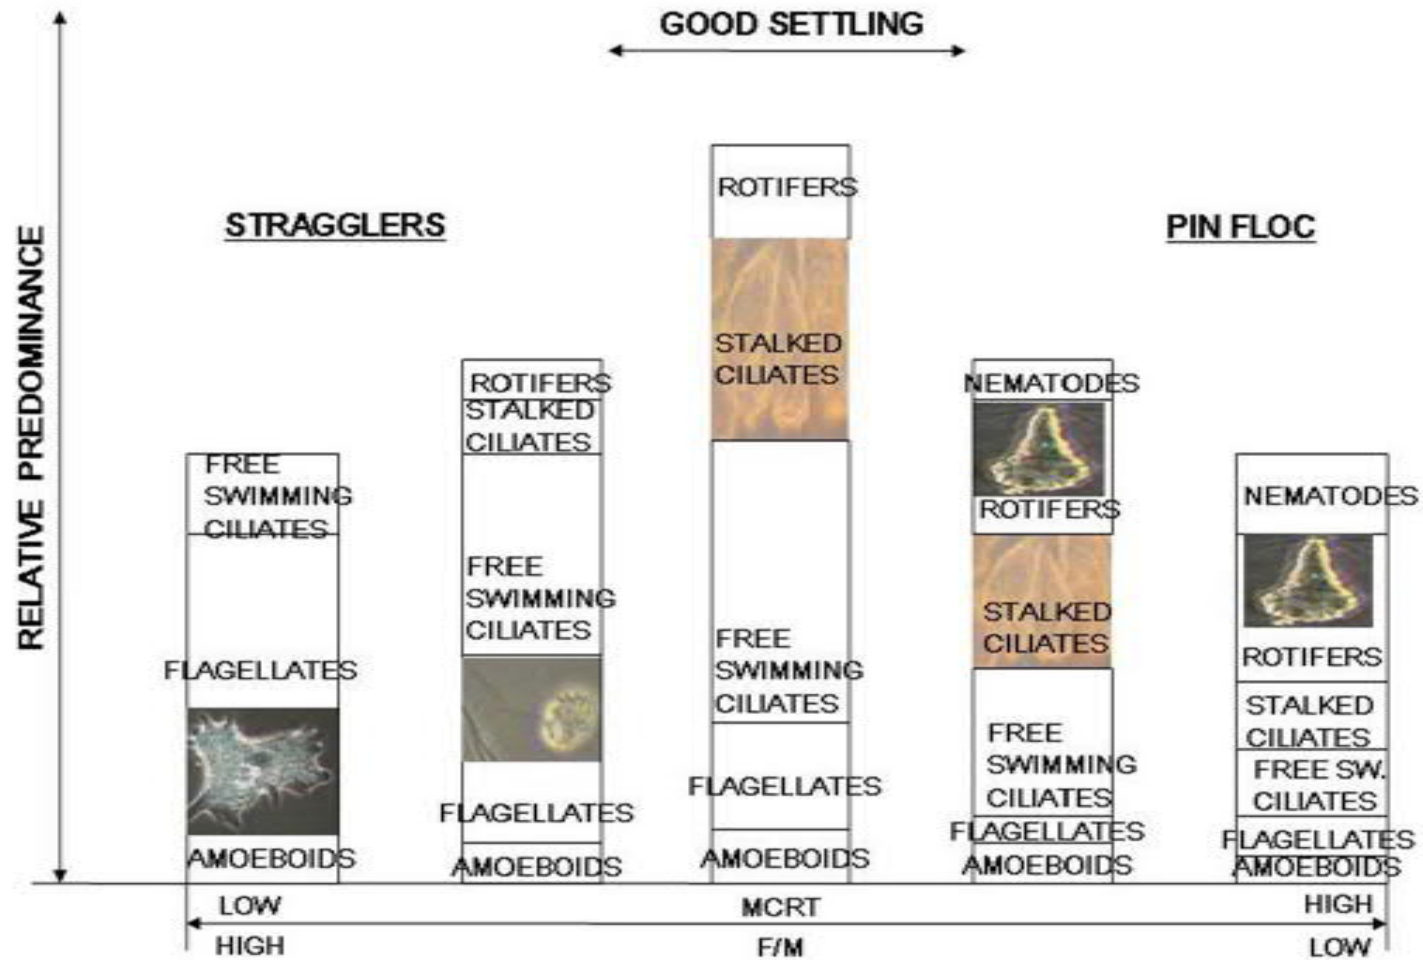 GOOD SETTLING
STRAGGLERS
PIN FLOC
RELATIVE PREDOMINANCE
FREE
SWIMMING
CILIATES
FLAGELLATES
AMOEBOIDS
ROTIFERS
STALKED
CILIATES
FREE
SWIMMING
CILIATES
FLAGELLATES
AMOEBOIDS
ROTIFERS
STALKED
CILIATES
FREE
SWIMMING
CILIATES
FLAGELLATES
AMOEBOIDS
NEMATODES
ROTIFERS
STALKED
CILIATES
FREE
SWIMMING
CILIATES
FLAGELLATES
AMOEBOIDS
NEMATODES
ROTIFERS
STALKED
CILIATES
FREE SW.
CILIATES
FLAGELLATES
AMOEBOIDS
LOW MCRT HIGH
HIGH F/M LOW